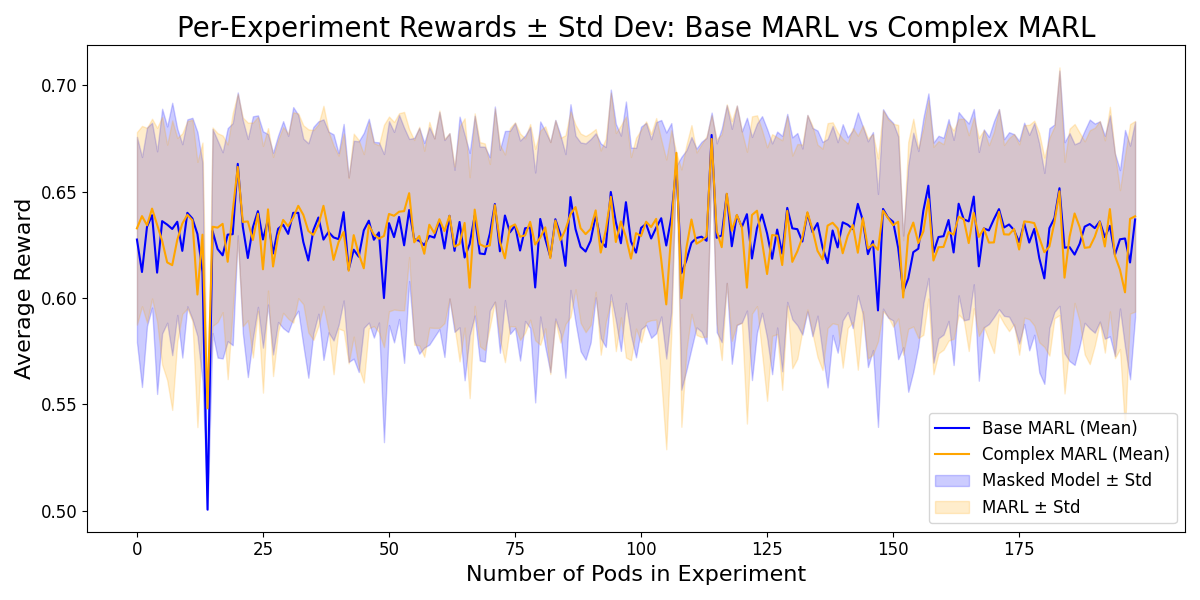 Per-Experiment Rewards ± Std Dev: Base MARL vs Complex MARL
Average Reward
0.70
0.65
0.60
0.55
0.50
0 25 50 75 100 125 150 175
Number of Pods in Experiment
Base MARL (Mean)
Complex MARL (Mean)
Masked Model ± Std
MARL ± Std